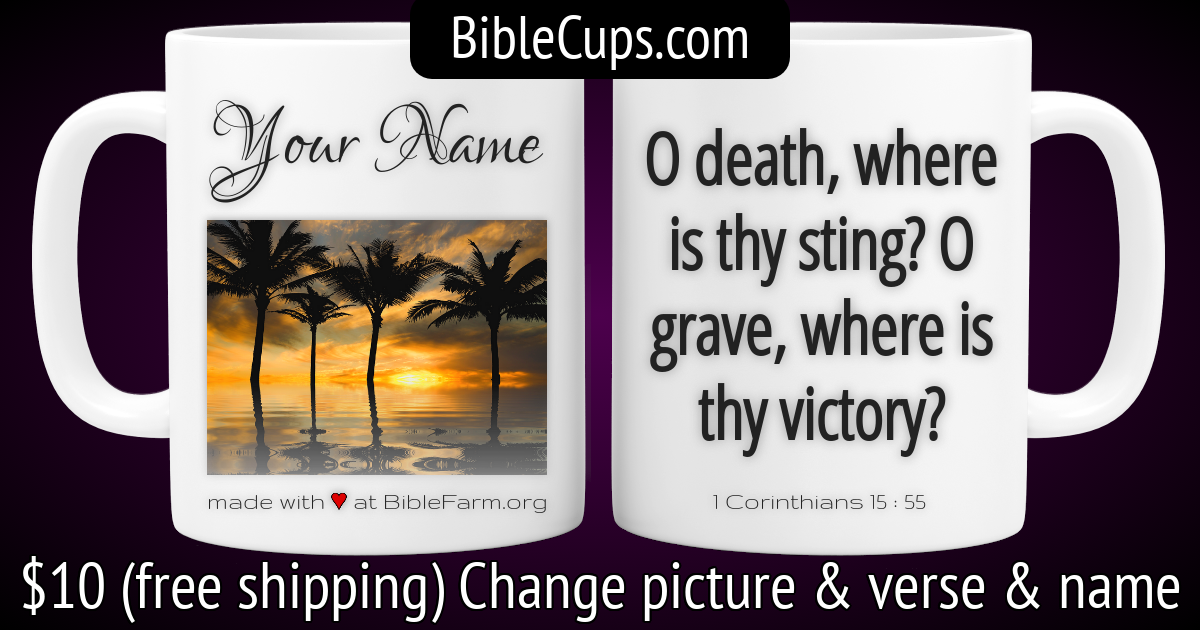 BibleCups.com
Your Name
made with ♥ at BibleFarm.org
O death, where
is thy sting? O
grave, where is
thy victory?
1 Corinthians 15 : 55
$10 (free shipping) Change picture & verse & name